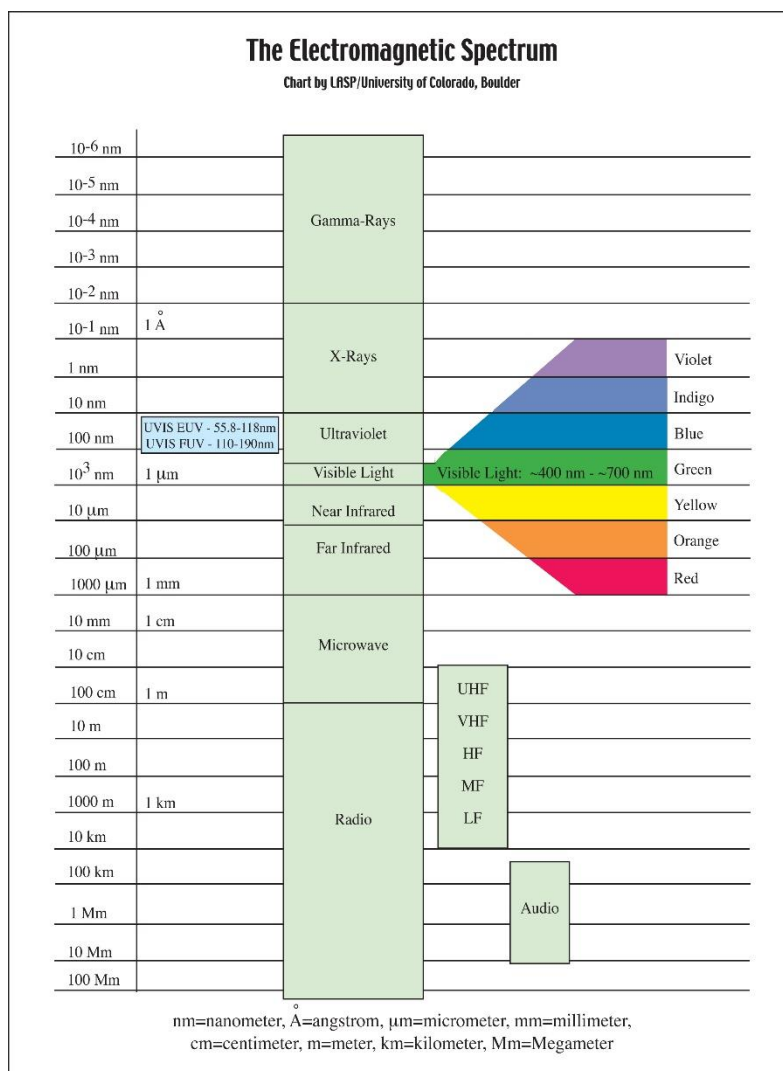 The Electromagnetic Spectrum
Chart by LASP/University of Colorado, Boulder
10-6 nm
10-5 nm
10-4 nm
Gamma-Rays
10-3 nm
10-2 nm
10-1 nm 1 Å
X-Rays
1 nm Violet
10 nm Indigo
UVIS EUV - 55.8-118nm
100 nm Ultraviolet Blue
UVIS FUV - 110-190nm
10³ nm 1 μm Visible Light Visible Light: ~400 nm - ~700 nm Green
10 μm Near Infrared Yellow
100 μm Far Infrared Orange
1000 μm 1 mm Red
10 mm 1 cm
Microwave
10 cm
100 cm 1 m UHF
10 m VHF
100 m HF
1000 m 1 km MF
Radio LF
10 km
100 km
1 Mm Audio
10 Mm
100 Mm
nm=nanometer, Å=angstrom, μm=micrometer, mm=millimeter,
cm=centimeter, m=meter, km=kilometer, Mm=Megameter